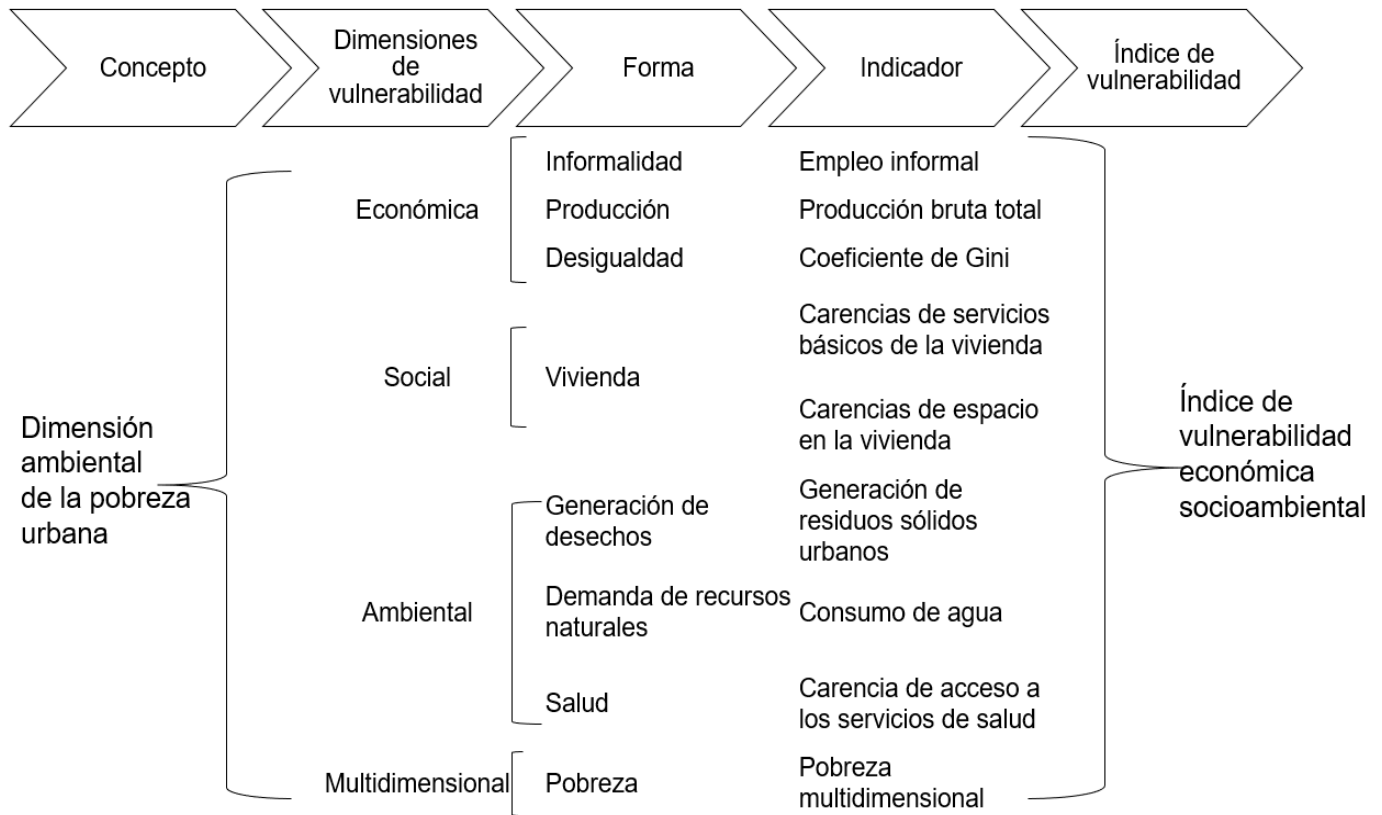 Concepto
Dimensiones
de
vulnerabilidad
Forma
Indicador
Índice de
vulnerabilidad
Dimensión
ambiental
de la pobreza
urbana
Económica
Informalidad
Empleo informal
Producción
Producción bruta total
Desigualdad
Coeficiente de Gini
Social
Vivienda
Carencias de servicios
básicos de la vivienda
Carencias de espacio
en la vivienda
Ambiental
Generación de
desechos
Generación de
residuos sólidos
urbanos
Demanda de recursos
naturales
Consumo de agua
Salud
Carencia de acceso a
los servicios de salud
Multidimensional
Pobreza
Pobreza
multidimensional
Índice de
vulnerabilidad
económica
socioambiental